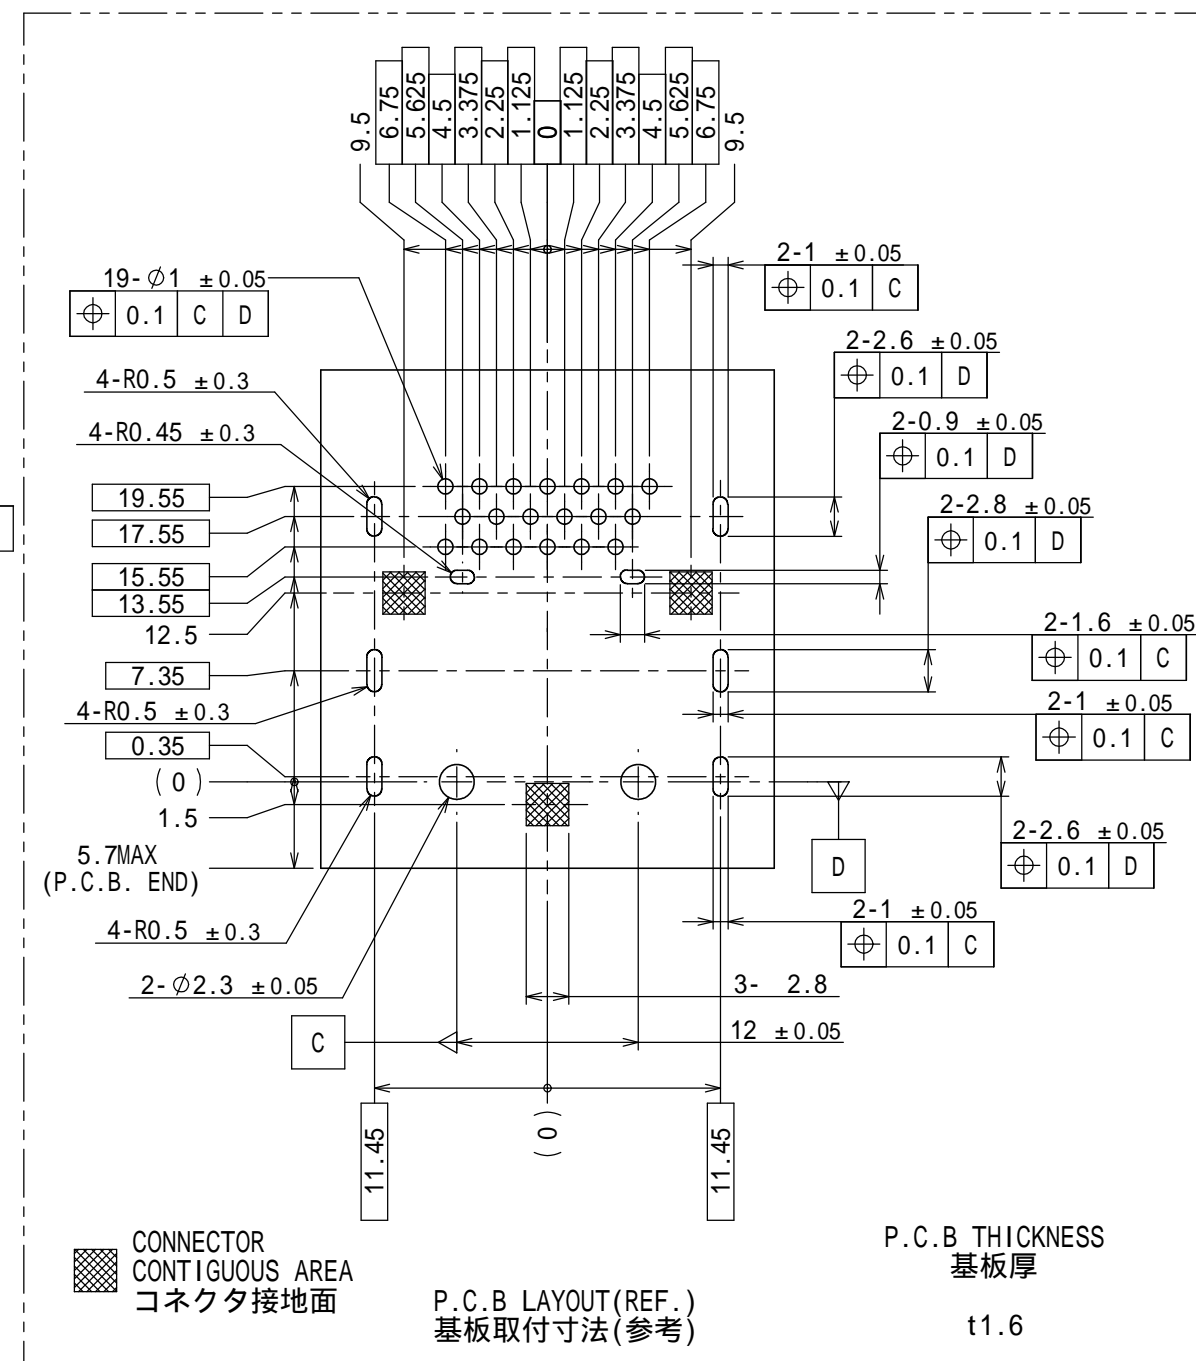 9.5
6.75
5.625
4.5
3.375
2.25
1.125
0
1.125
2.25
3.375
4.5
5.625
6.75
9.5
19-⌀1 ±0.05
⌖ 0.1 C D
2-1 ±0.05
⌖ 0.1 C
4-R0.5 ±0.3
2-2.6 ±0.05
⌖ 0.1 D
4-R0.45 ±0.3
2-0.9 ±0.05
⌖ 0.1 D
19.55
17.55
2-2.8 ±0.05
⌖ 0.1 D
15.55
13.55
12.5
2-1.6 ±0.05
⌖ 0.1 C
7.35
4-R0.5 ±0.3
2-1 ±0.05
⌖ 0.1 C
0.35
(0)
1.5
2-2.6 ±0.05
⌖ 0.1 D
5.7MAX
(P.C.B. END)
D
4-R0.5 ±0.3
2-1 ±0.05
⌖ 0.1 C
2-⌀2.3 ±0.05
3- 2.8
C
12 ±0.05
11.45
(0)
11.45
CONNECTOR
CONTIGUOUS AREA
コネクタ接地面
P.C.B LAYOUT(REF.)
基板取付寸法(参考)
P.C.B THICKNESS
基板厚
t1.6